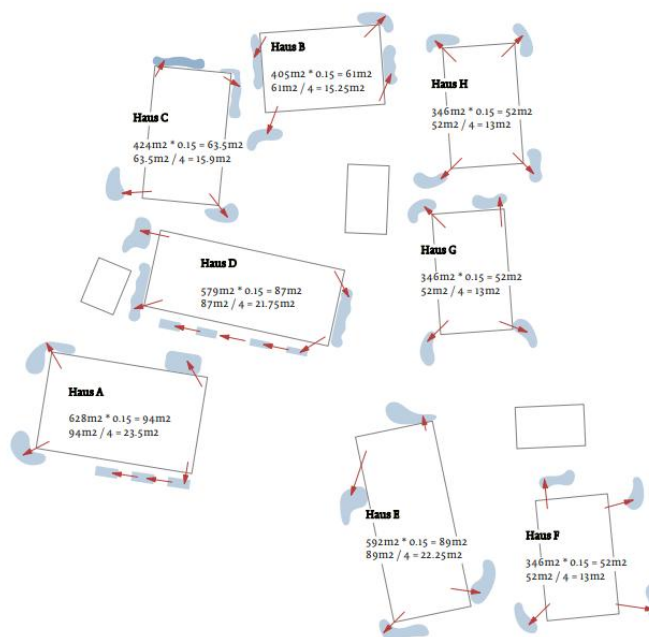 Haus B
405m2 * 0.15 = 61m2
61m2 / 4 = 15.25m2
Haus H
346m2 * 0.15 = 52m2
52m2 / 4 = 13m2
Haus C
424m2 * 0.15 = 63.5m2
63.5m2 / 4 = 15.9m2
Haus G
346m2 * 0.15 = 52m2
52m2 / 4 = 13m2
Haus D
579m2 * 0.15 = 87m2
87m2 / 4 = 21.75m2
Haus A
628m2 * 0.15 = 94m2
94m2 / 4 = 23.5m2
Haus E
592m2 * 0.15 = 89m2
89m2 / 4 = 22.25m2
Haus F
346m2 * 0.15 = 52m2
52m2 / 4 = 13m2